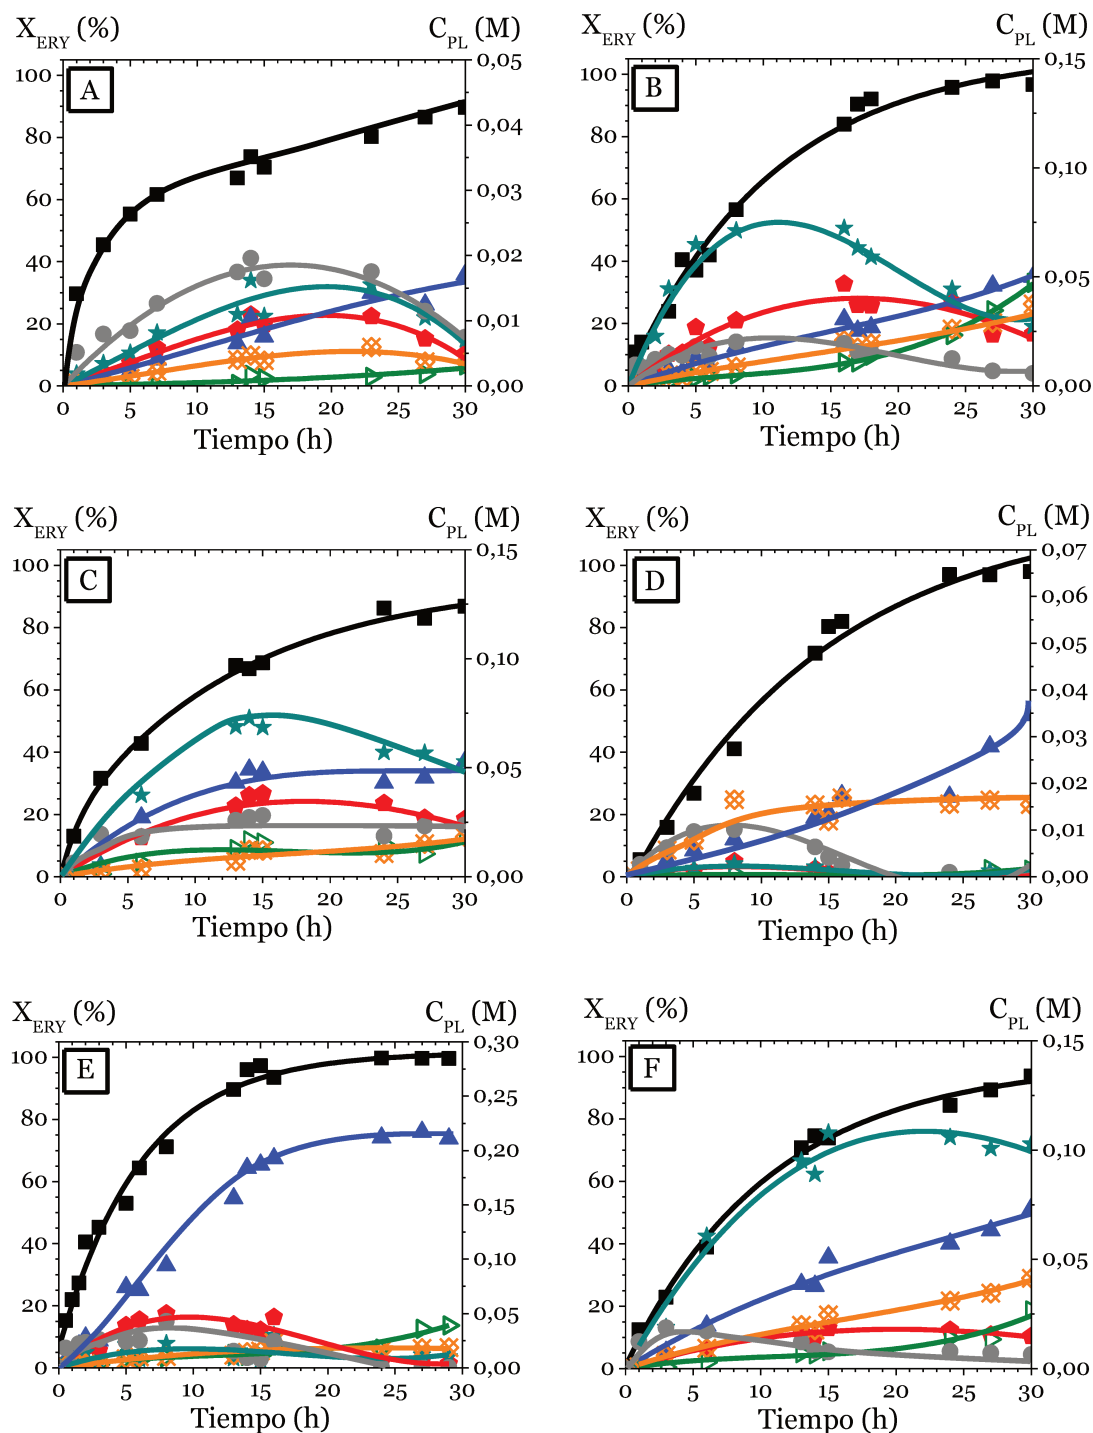 X_ERY (%) C_PL (M) X_ERY (%) C_PL (M)
A B
100 80 60 40 20 0
0,05 0,04 0,03 0,02 0,01 0,00
0 5 10 15 20 25 30
Tiempo (h)
100 80 60 40 20 0
0,15 0,10 0,05 0,00
0 5 10 15 20 25 30
Tiempo (h)
X_ERY (%) C_PL (M) X_ERY (%) C_PL (M)
C D
100 80 60 40 20 0
0,15 0,10 0,05 0,00
0 5 10 15 20 25 30
Tiempo (h)
100 80 60 40 20 0
0,07 0,06 0,05 0,04 0,03 0,02 0,01 0,00
0 5 10 15 20 25 30
Tiempo (h)
X_ERY (%) C_PL (M) X_ERY (%) C_PL (M)
E F
100 80 60 40 20 0
0,30 0,25 0,20 0,15 0,10 0,05 0,00
0 5 10 15 20 25 30
Tiempo (h)
100 80 60 40 20 0
0,15 0,10 0,05 0,00
0 5 10 15 20 25 30
Tiempo (h)